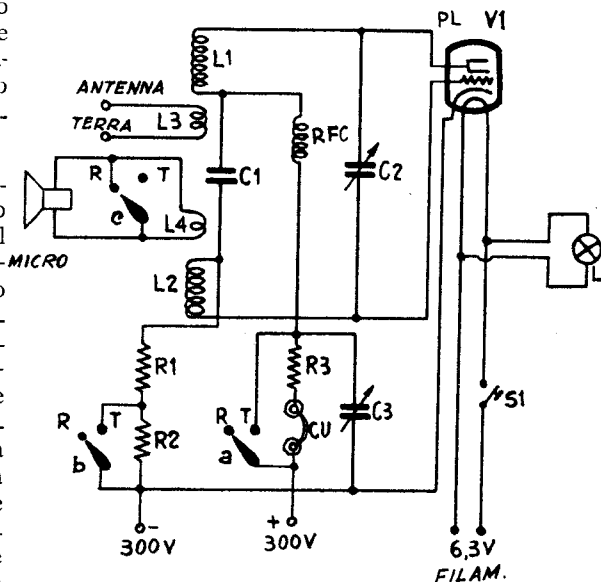 PL V1
L1
ANTENNA
L3
TERRA
RFC
C1
C2
R T
c
L4
MICRO
L
L2
R1
R3
S1
R T
R T
C3
R2
CU
b
a
-
+
300V
300V
6,3V
FILAM.